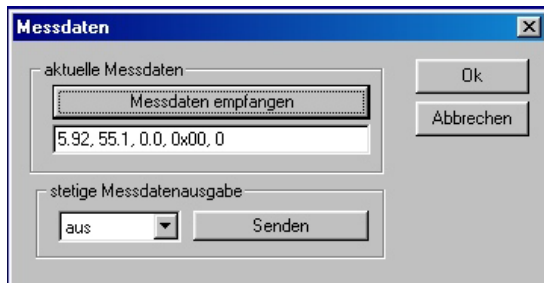 Messdaten
aktuelle Messdaten
Ok
Messdaten empfangen
Abbrechen
5.92, 55.1, 0.0, 0x00, 0
stetige Messdatenausgabe
aus
Senden